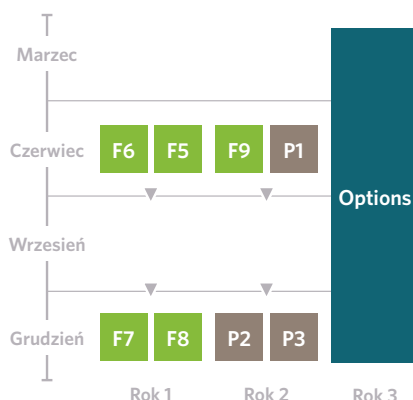 Marzec
Czerwiec F6 F5 F9 P1
Options
Wrzesień
Grudzień F7 F8 P2 P3
Rok 1 Rok 2 Rok 3